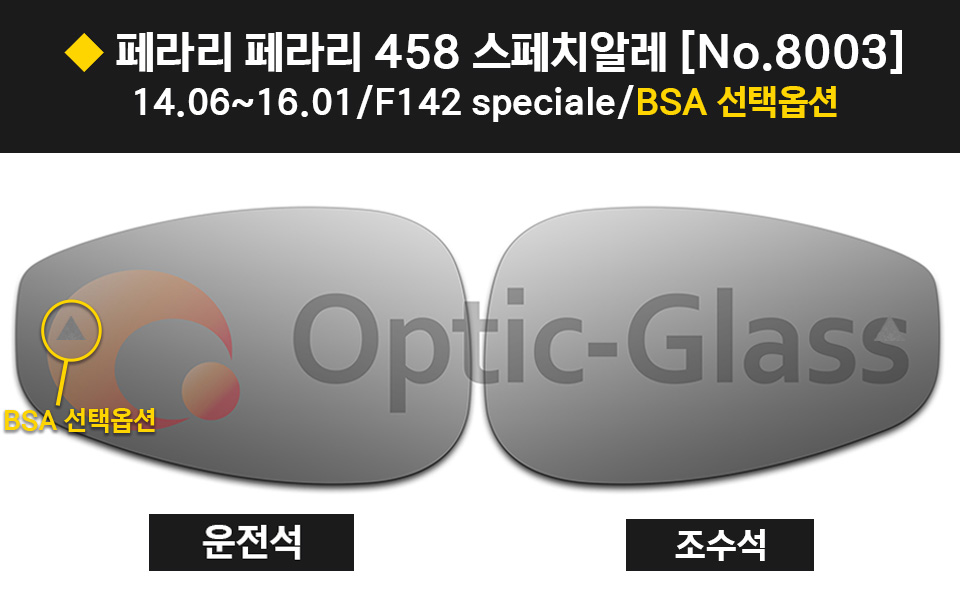 ◆ 페라리 페라리 458 스페치알레 [No.8003]
14.06~16.01/F142 speciale/BSA 선택옵션
Optic-Glass
BSA 선택옵션
운전석
조수석